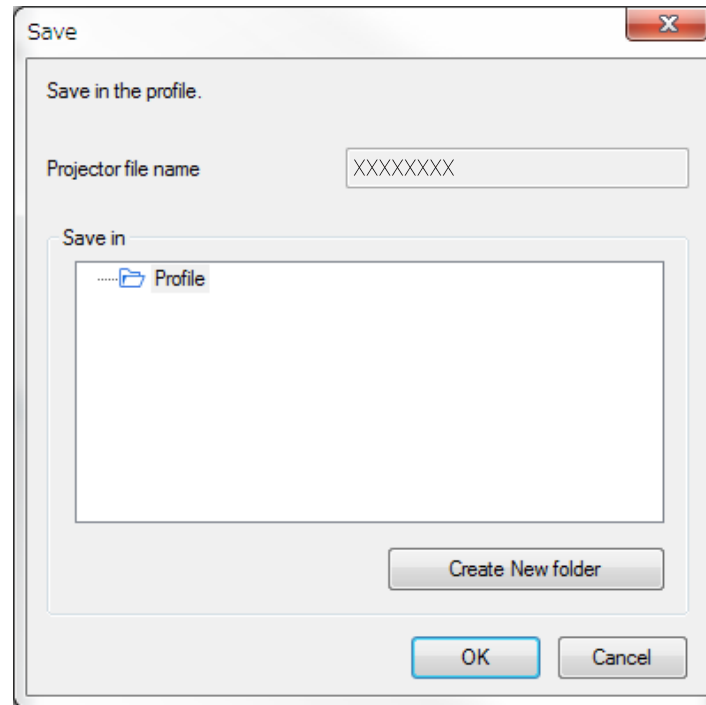 Save
Save in the profile.
Projector file name XXXXXXXX
Save in
Profile
Create New folder
OK Cancel